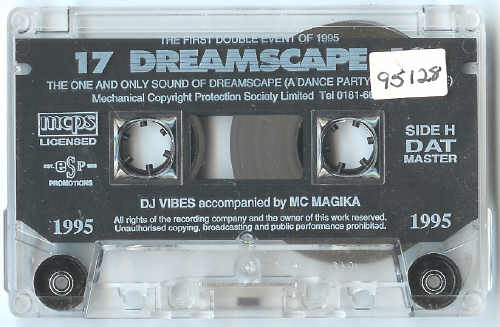 THE FIRST DOUBLE EVENT OF 1995
17 DREAMSCAPE
95128
THE ONE AND ONLY SOUND OF DREAMSCAPE (A DANCE PARTY
Mechanical Copyright Protection Society Limited Tel 0181-66
mcps
LICENSED
SIDE H
DAT
MASTER
EST. esp
PROMOTIONS
DJ VIBES accompanied by MC MAGIKA
1995
1995
All rights of the recording company and the owner of this work reserved.
Unauthorised copying, broadcasting and public performance prohibited.